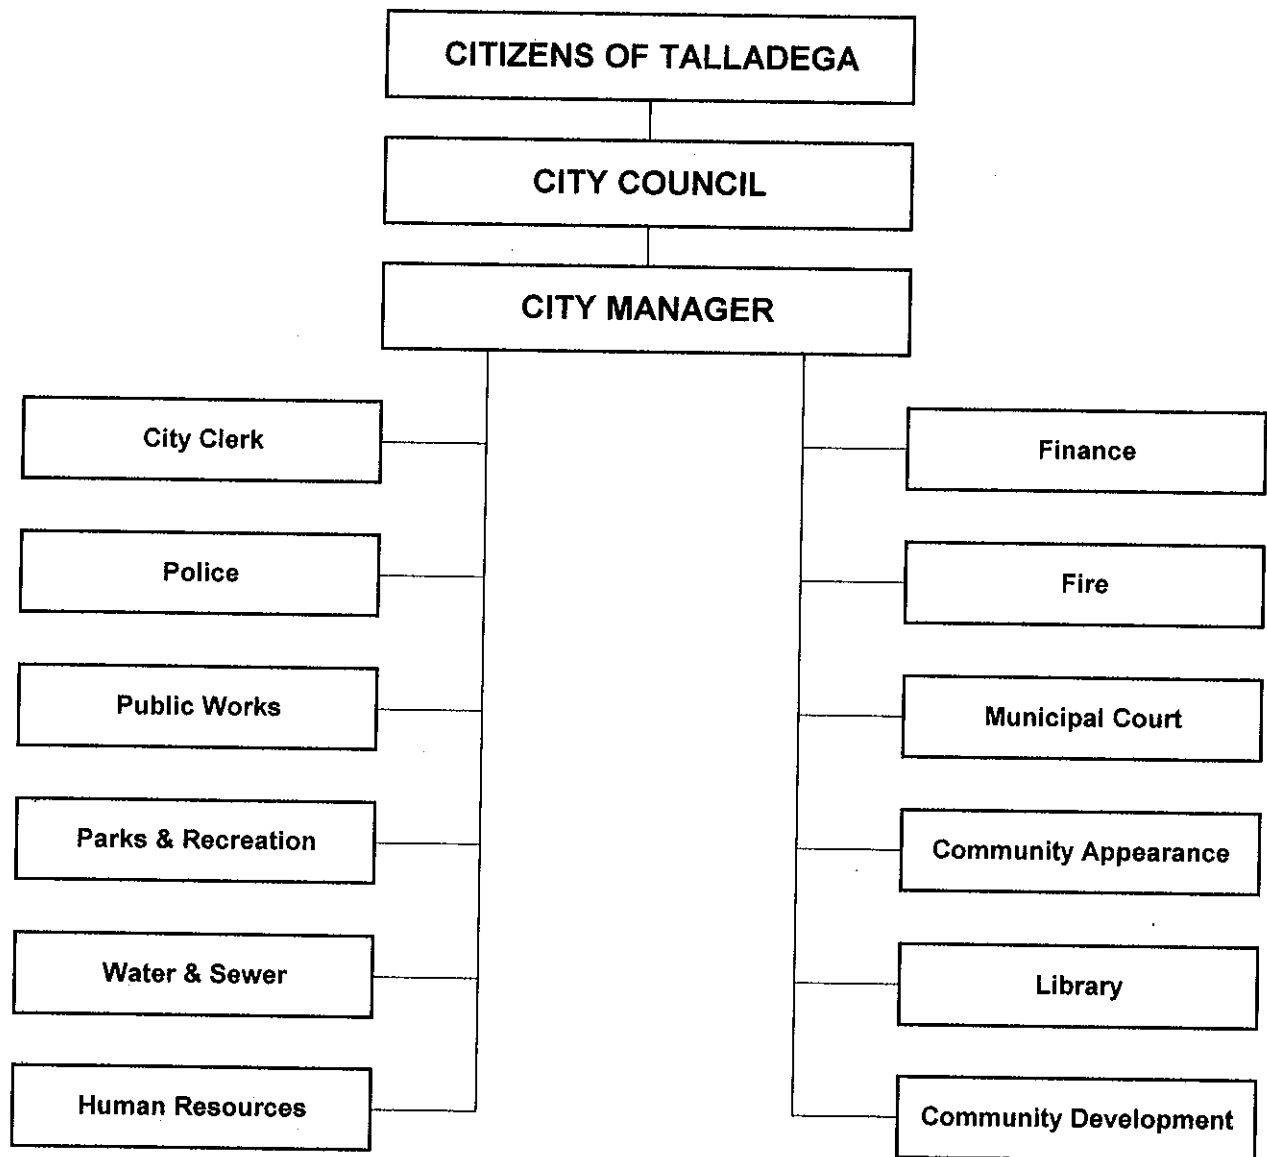 CITIZENS OF TALLADEGA
CITY COUNCIL
CITY MANAGER
City Clerk
Finance
Police
Fire
Public Works
Municipal Court
Parks & Recreation
Community Appearance
Water & Sewer
Library
Human Resources
Community Development